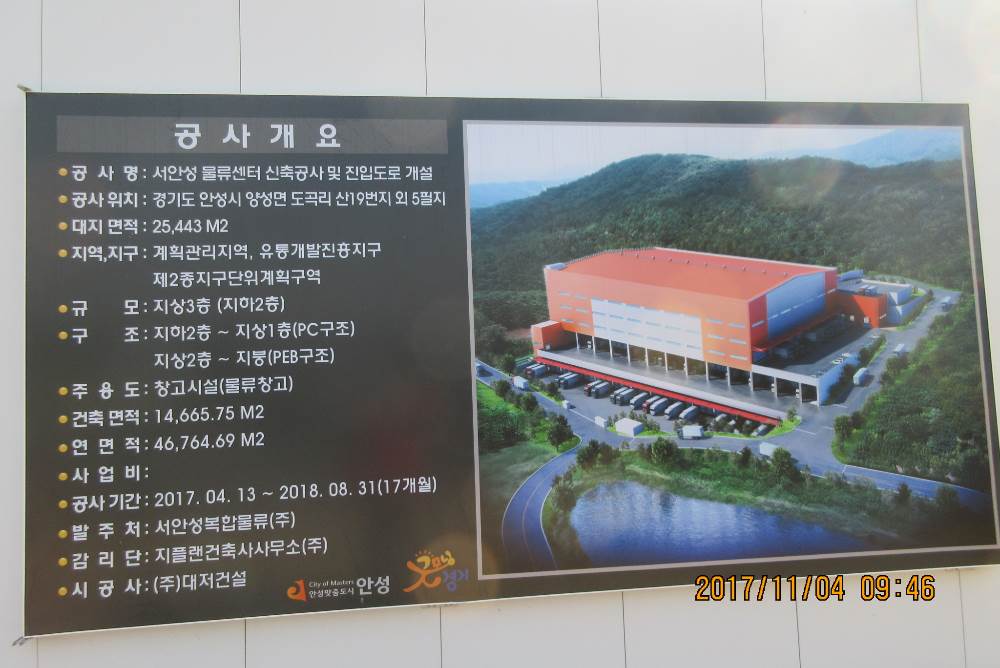 공 사 개 요
공 사 명 : 서안성 물류센터 신축공사 및 진입도로 개설
공사 위치 : 경기도 안성시 양성면 도곡리 산19번지 외 5필지
대지 면적 : 25,443 M2
지역,지구 : 계획관리지역, 유통개발진흥지구
제2종지구단위계획구역
규 모 : 지상3층 (지하2층)
구 조 : 지하2층 ~ 지상1층(PC구조)
지상2층 ~ 지붕(PEB구조)
주 용 도 : 창고시설(물류창고)
건축 면적 : 14,665.75 M2
연 면 적 : 46,764.69 M2
사 업 비 :
공사 기간 : 2017. 04. 13 ~ 2018. 08. 31(17개월)
발 주 처 : 서안성복합물류(주)
감 리 단 : 지플랜건축사사무소(주)
시 공 사 : (주)대저건설
City of Masters
안성맞춤도시 안성
굿모닝
경기
2017/11/04 09:46